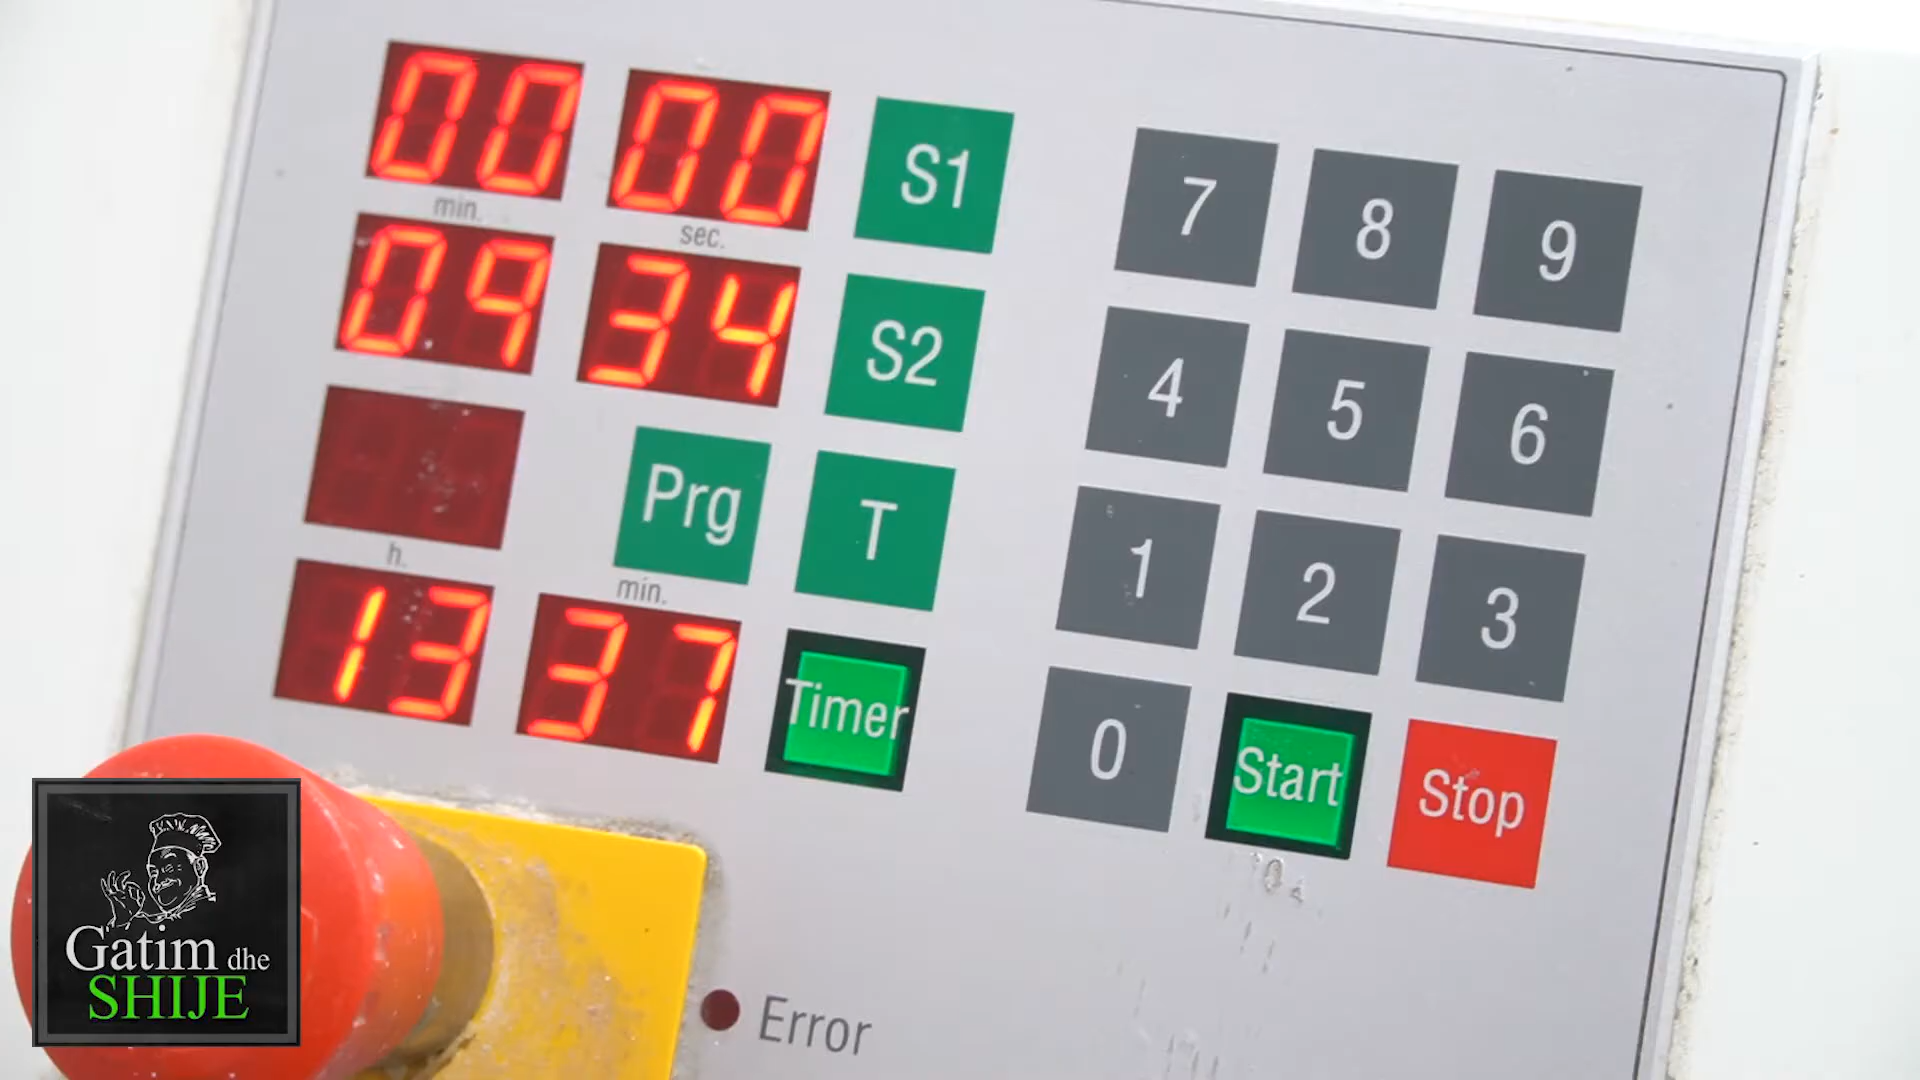 00 00 S1
min. sec.
09 34 S2
Prg T
h. min.
13 37 Timer
7 8 9
4 5 6
1 2 3
0 Start Stop
Error
Gatim dhe
SHIJE